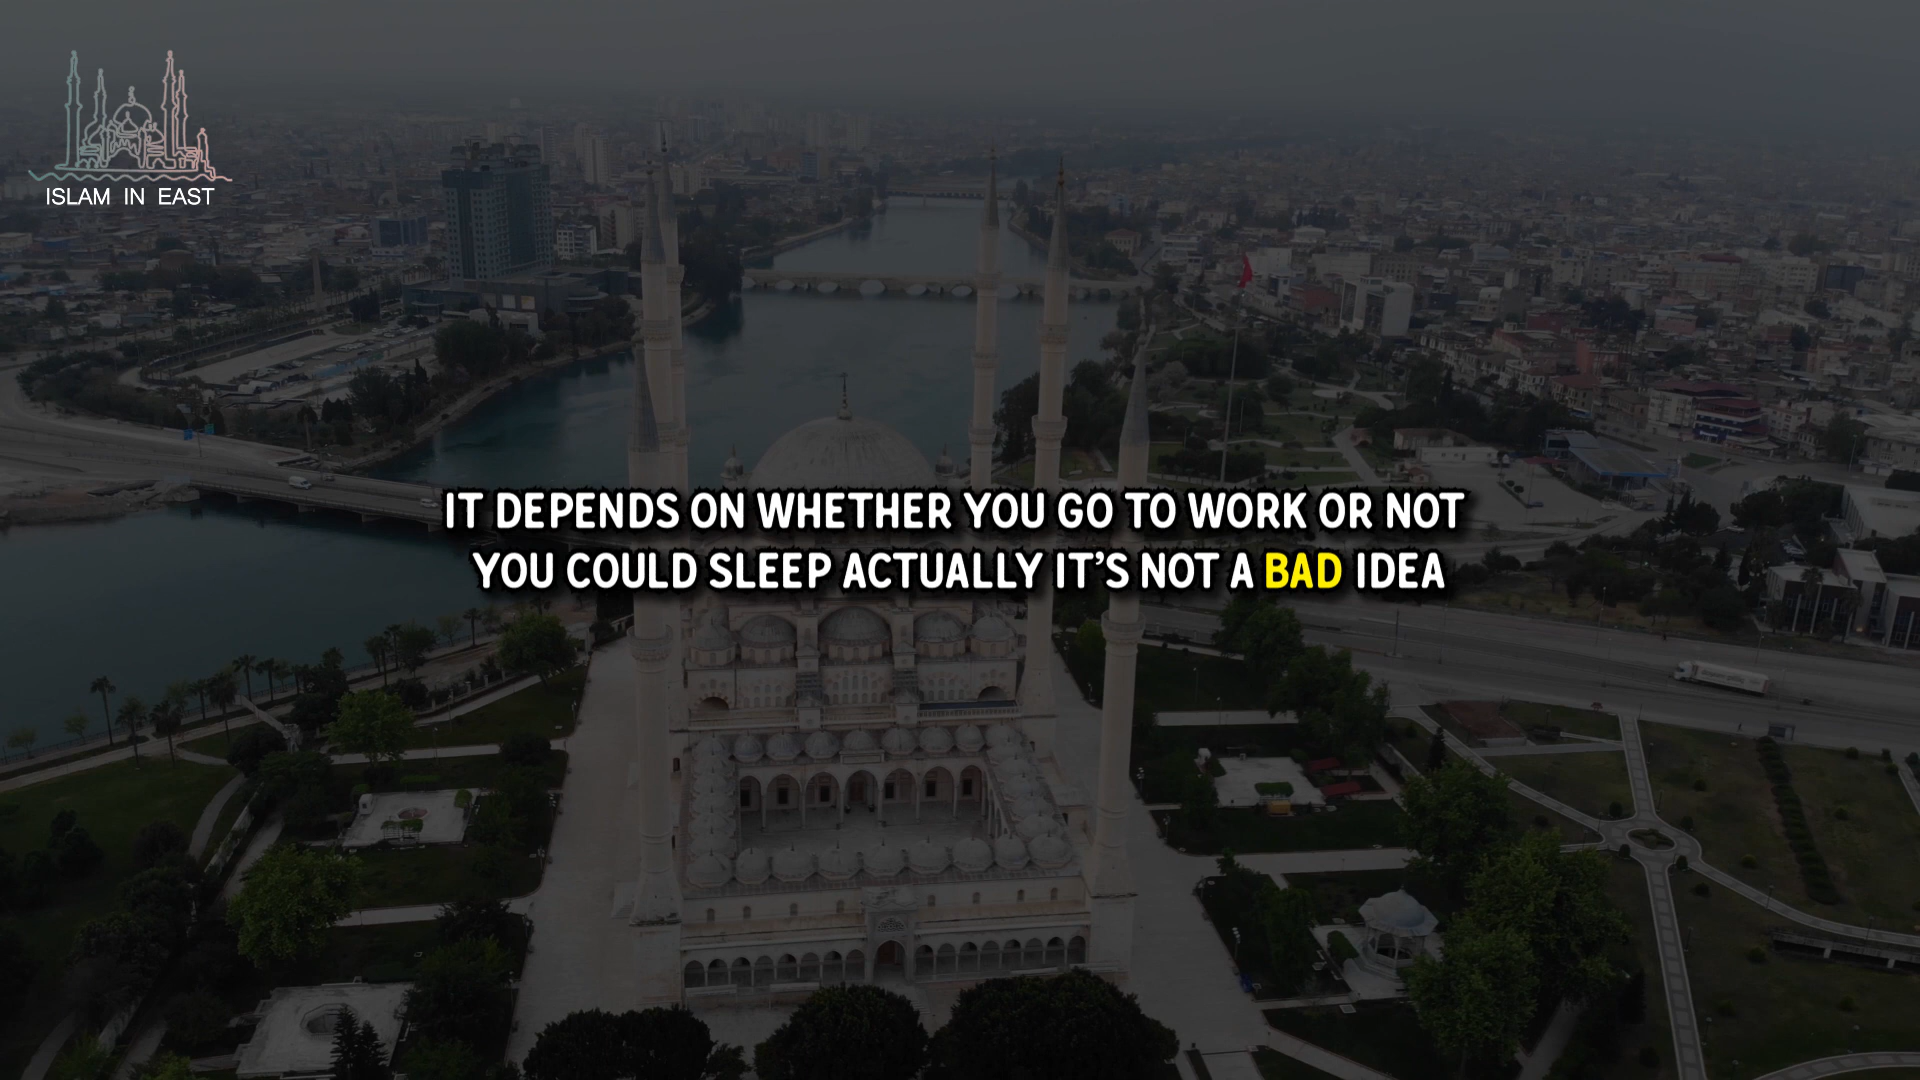 ISLAM IN EAST
IT DEPENDS ON WHETHER YOU GO TO WORK OR NOT
YOU COULD SLEEP ACTUALLY IT'S NOT A BAD IDEA